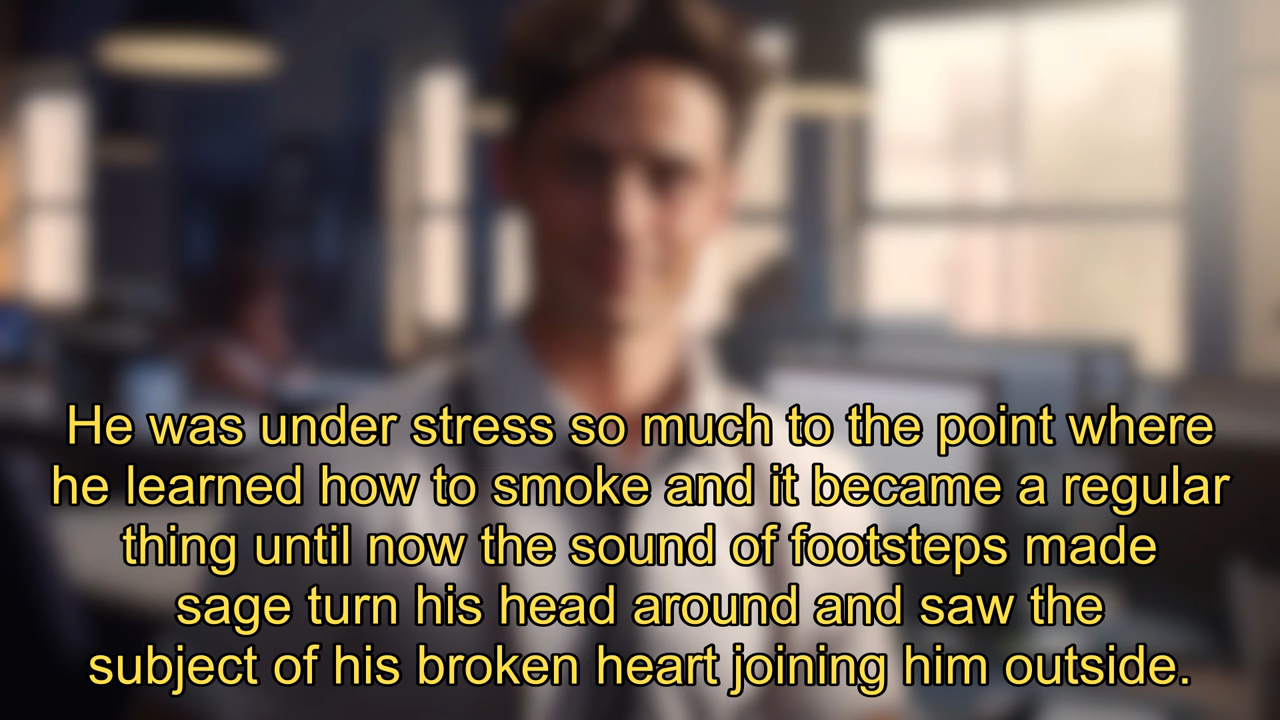 He was under stress so much to the point where
he learned how to smoke and it became a regular
thing until now the sound of footsteps made
sage turn his head around and saw the
subject of his broken heart joining him outside.